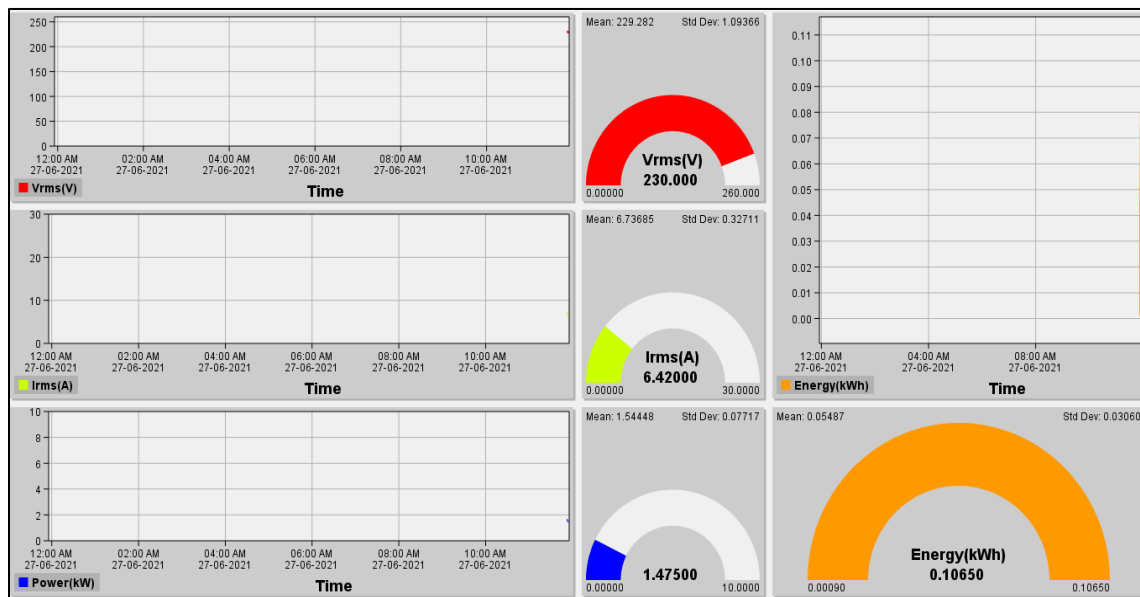 250
200
150
100
50
0
12:00 AM 02:00 AM 04:00 AM 06:00 AM 08:00 AM 10:00 AM
27-06-2021 27-06-2021 27-06-2021 27-06-2021 27-06-2021 27-06-2021
Vrms(V)
Time
Mean: 229.282 Std Dev: 1.09366
Vrms(V)
230.000
0.00000 260.000
0.11
0.10
0.09
0.08
0.07
0.06
0.05
0.04
0.03
0.02
0.01
0.00
12:00 AM 04:00 AM 08:00 AM
27-06-2021 27-06-2021 27-06-2021
Energy(kWh)
Time
30
20
10
0
12:00 AM 02:00 AM 04:00 AM 06:00 AM 08:00 AM 10:00 AM
27-06-2021 27-06-2021 27-06-2021 27-06-2021 27-06-2021 27-06-2021
Irms(A)
Time
Mean: 6.73685 Std Dev: 0.32711
Irms(A)
6.42000
0.00000 30.0000
10
8
6
4
2
0
12:00 AM 02:00 AM 04:00 AM 06:00 AM 08:00 AM 10:00 AM
27-06-2021 27-06-2021 27-06-2021 27-06-2021 27-06-2021 27-06-2021
Power(kW)
Time
Mean: 1.54448 Std Dev: 0.07717
1.47500
0.00000 10.0000
Mean: 0.05487 Std Dev: 0.03060
Energy(kWh)
0.10650
0.00090 0.10650